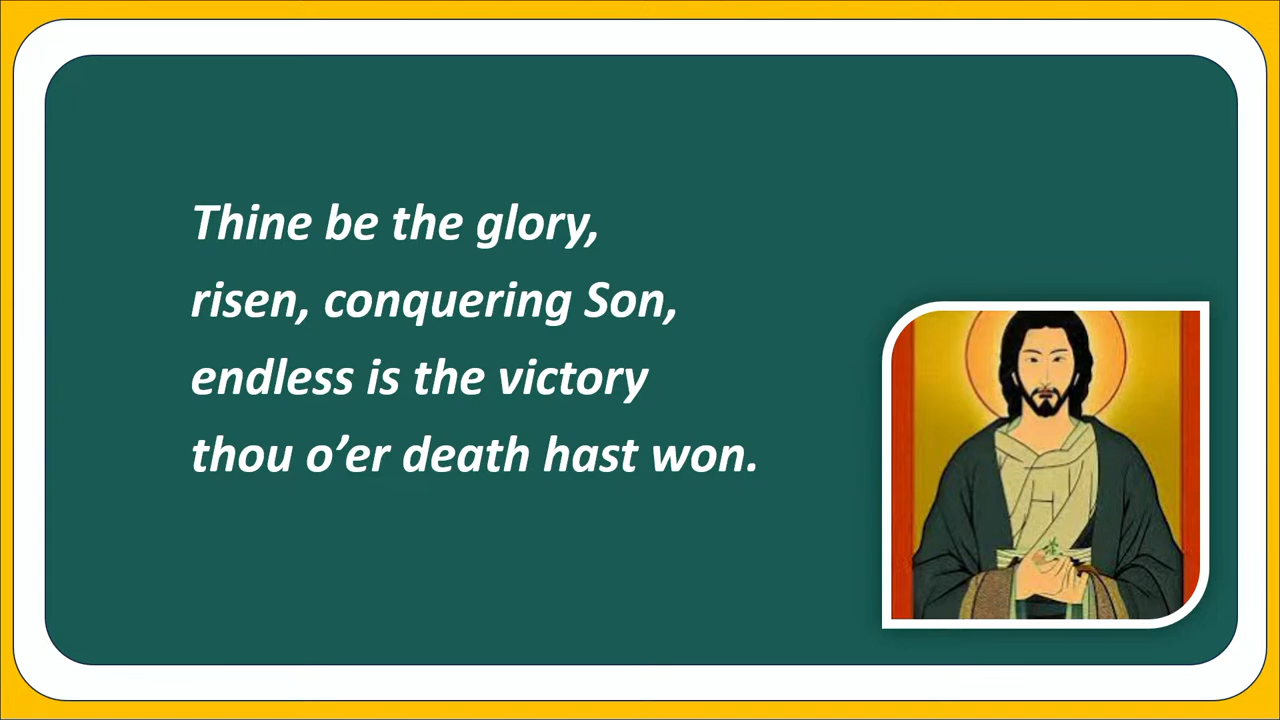 Thine be the glory,
risen, conquering Son,
endless is the victory
thou o’er death hast won.